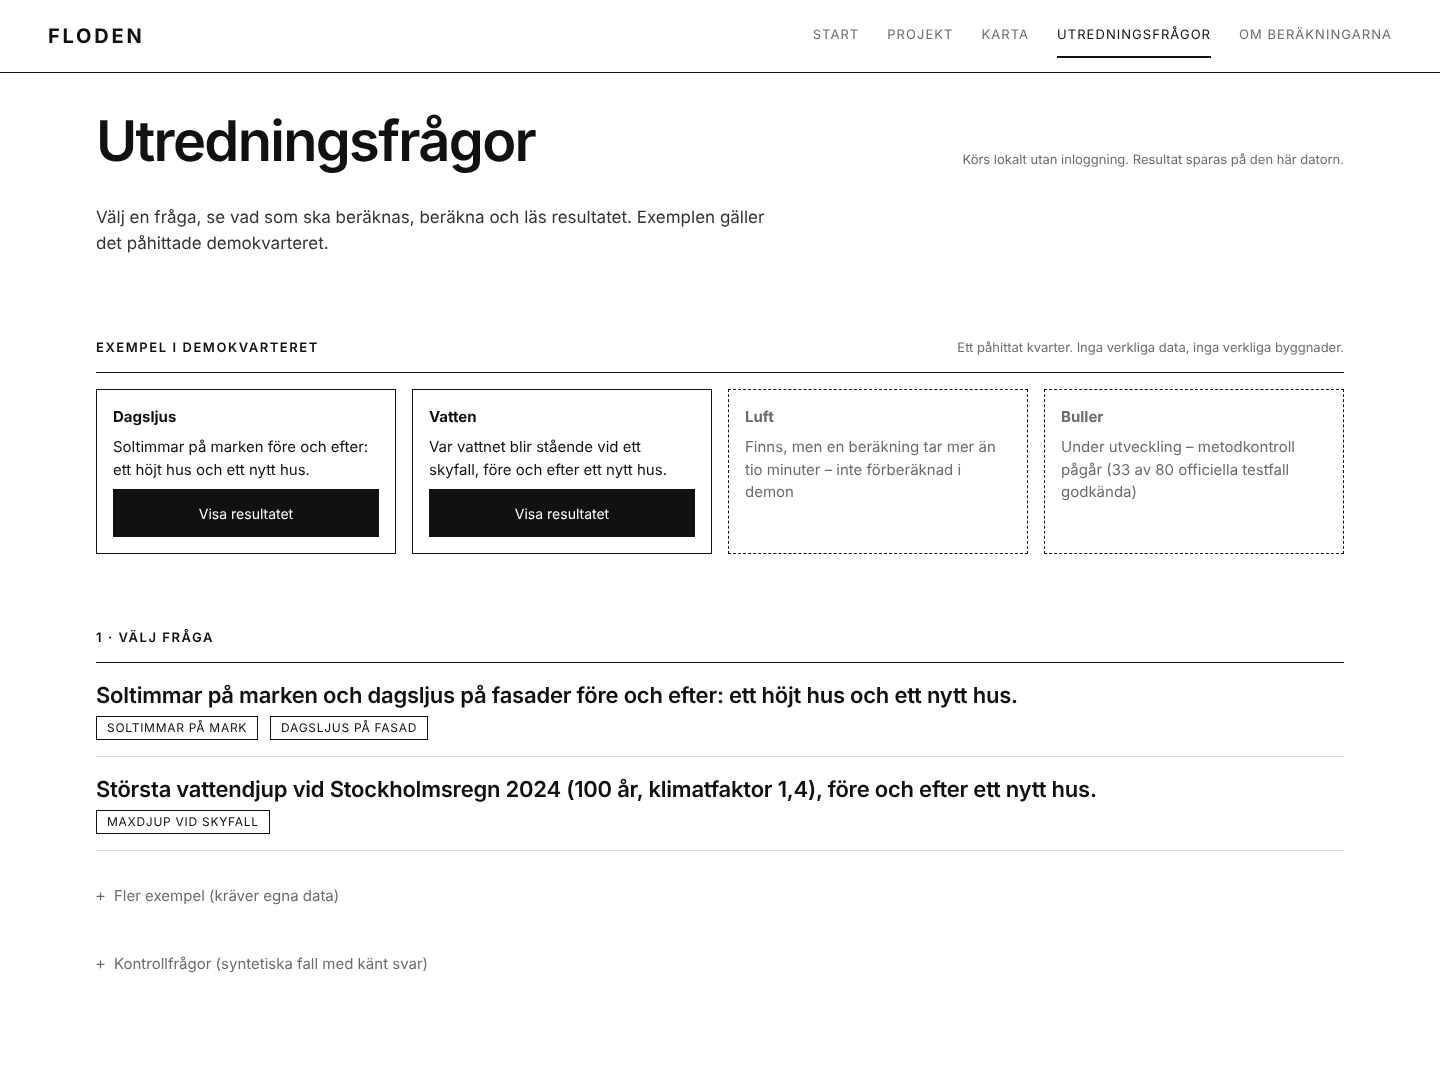 FLODEN
START PROJEKT KARTA UTREDNINGSFRÅGOR OM BERÄKNINGARNA
Utredningsfrågor
Körs lokalt utan inloggning. Resultat sparas på den här datorn.
Välj en fråga, se vad som ska beräknas, beräkna och läs resultatet. Exemplen gäller
det påhittade demokvarteret.
EXEMPEL I DEMOKVARTERET
Ett påhittat kvarter. Inga verkliga data, inga verkliga byggnader.
Dagsljus
Soltimmar på marken före och efter:
ett höjt hus och ett nytt hus.
Visa resultatet
Vatten
Var vattnet blir stående vid ett
skyfall, före och efter ett nytt hus.
Visa resultatet
Luft
Finns, men en beräkning tar mer än
tio minuter – inte förberäknad i
demon
Buller
Under utveckling – metodkontroll
pågår (33 av 80 officiella testfall
godkända)
1 · VÄLJ FRÅGA
Soltimmar på marken och dagsljus på fasader före och efter: ett höjt hus och ett nytt hus.
SOLTIMMAR PÅ MARK DAGSLJUS PÅ FASAD
Största vattendjup vid Stockholmsregn 2024 (100 år, klimatfaktor 1,4), före och efter ett nytt hus.
MAXDJUP VID SKYFALL
+ Fler exempel (kräver egna data)
+ Kontrollfrågor (syntetiska fall med känt svar)